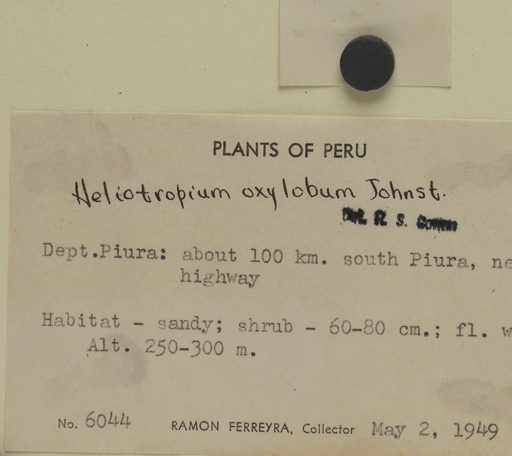 PLANTS OF PERU
Heliotropium oxylobum Johnst.
Det. R. S. Cowan
Dept.Piura: about 100 km. south Piura, ne
highway
Habitat - sandy; shrub - 60-80 cm.; fl. w
Alt. 250-300 m.
No. 6044 RAMON FERREYRA, Collector May 2, 1949